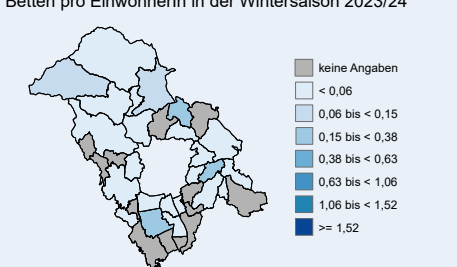 Betten pro Einwohnerin in der Wintersaison 2023/24
keine Angaben
< 0,06
0,06 bis < 0,15
0,15 bis < 0,38
0,38 bis < 0,63
0,63 bis < 1,06
1,06 bis < 1,52
>= 1,52